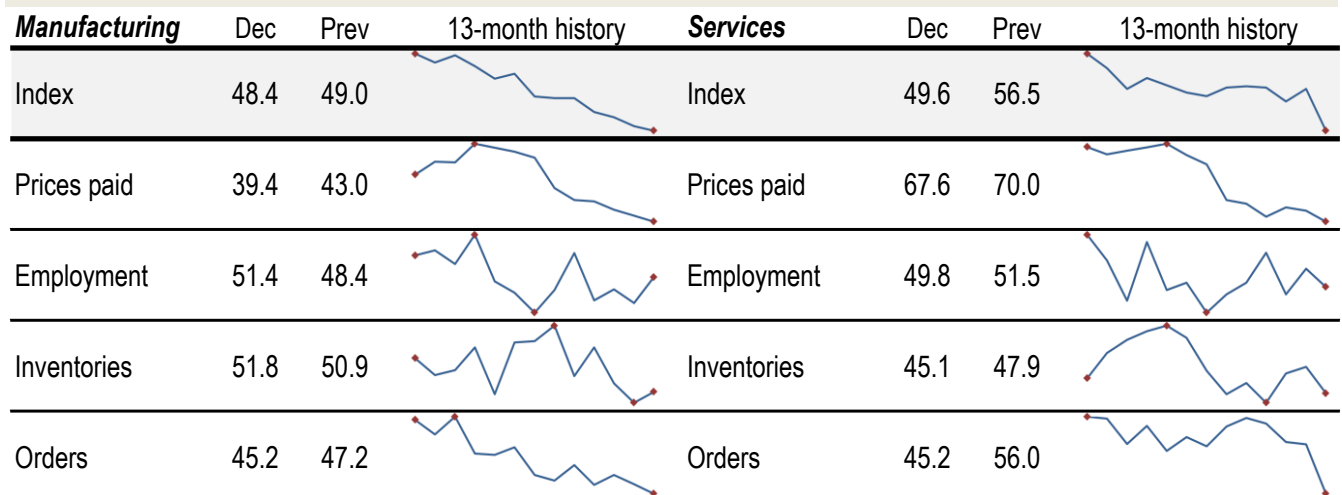 Manufacturing Dec Prev 13-month history Services Dec Prev 13-month history
Index 48.4 49.0 Index 49.6 56.5
Prices paid 39.4 43.0 Prices paid 67.6 70.0
Employment 51.4 48.4 Employment 49.8 51.5
Inventories 51.8 50.9 Inventories 45.1 47.9
Orders 45.2 47.2 Orders 45.2 56.0